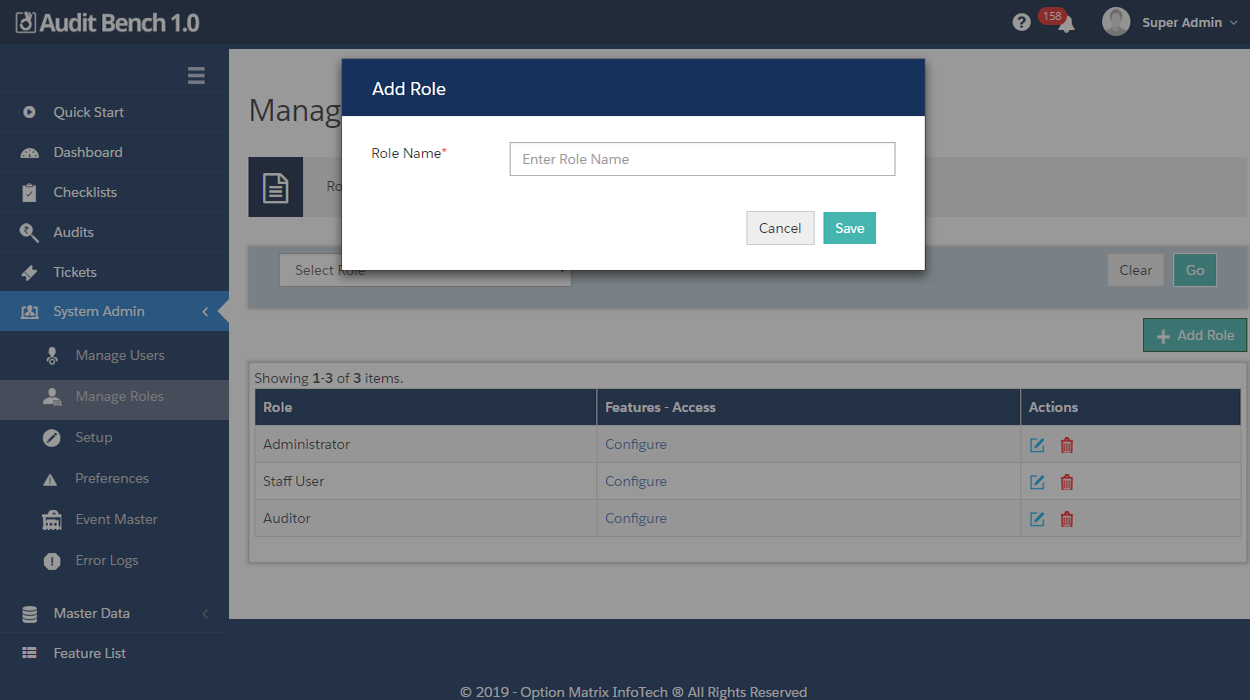 Audit Bench 1.0
158
Super Admin
Quick Start
Dashboard
Checklists
Audits
Tickets
System Admin
Manage Users
Manage Roles
Setup
Preferences
Event Master
Error Logs
Master Data
Feature List
Manag
Ro
Add Role
Role Name*
Enter Role Name
Cancel Save
Select Role
Clear Go
Add Role
Showing 1-3 of 3 items.
Role Features - Access Actions
Administrator Configure
Staff User Configure
Auditor Configure
© 2019 - Option Matrix InfoTech ® All Rights Reserved